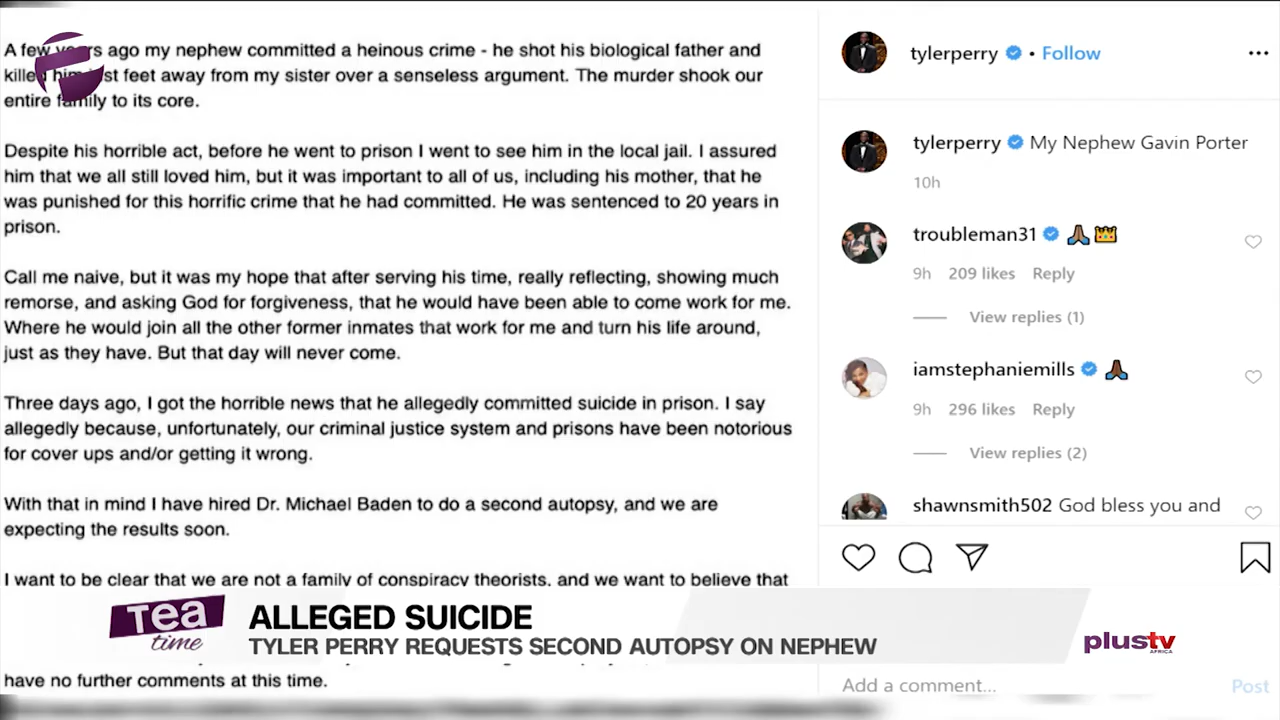 A few years ago my nephew committed a heinous crime - he shot his biological father and
killed him just feet away from my sister over a senseless argument. The murder shook our
entire family to its core.
Despite his horrible act, before he went to prison I went to see him in the local jail. I assured
him that we all still loved him, but it was important to all of us, including his mother, that he
was punished for this horrific crime that he had committed. He was sentenced to 20 years in
prison.
Call me naive, but it was my hope that after serving his time, really reflecting, showing much
remorse, and asking God for forgiveness, that he would have been able to come work for me.
Where he would join all the other former inmates that work for me and turn his life around,
just as they have. But that day will never come.
Three days ago, I got the horrible news that he allegedly committed suicide in prison. I say
allegedly because, unfortunately, our criminal justice system and prisons have been notorious
for cover ups and/or getting it wrong.
With that in mind I have hired Dr. Michael Baden to do a second autopsy, and we are
expecting the results soon.
I want to be clear that we are not a family of conspiracy theorists, and we want to believe that
have no further comments at this time.
tylerperry • Follow
tylerperry My Nephew Gavin Porter
10h
troubleman31
9h 209 likes Reply
View replies (1)
iamstephaniemills
9h 296 likes Reply
View replies (2)
shawnsmith502 God bless you and
Add a comment... Post
Tea
time
ALLEGED SUICIDE
TYLER PERRY REQUESTS SECOND AUTOPSY ON NEPHEW
plustv
AFRICA